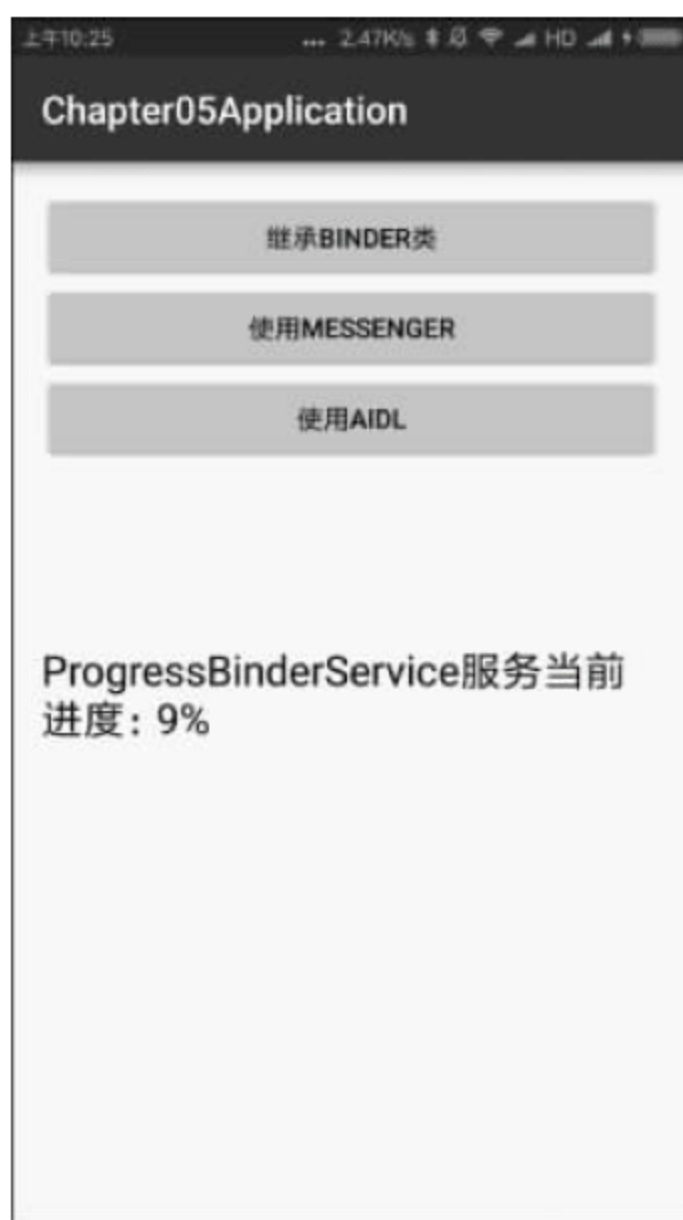 上午10:25 ... 2.47K/s HD
Chapter05Application
继承BINDER类
使用MESSENGER
使用AIDL
ProgressBinderService服务当前
进度：9%